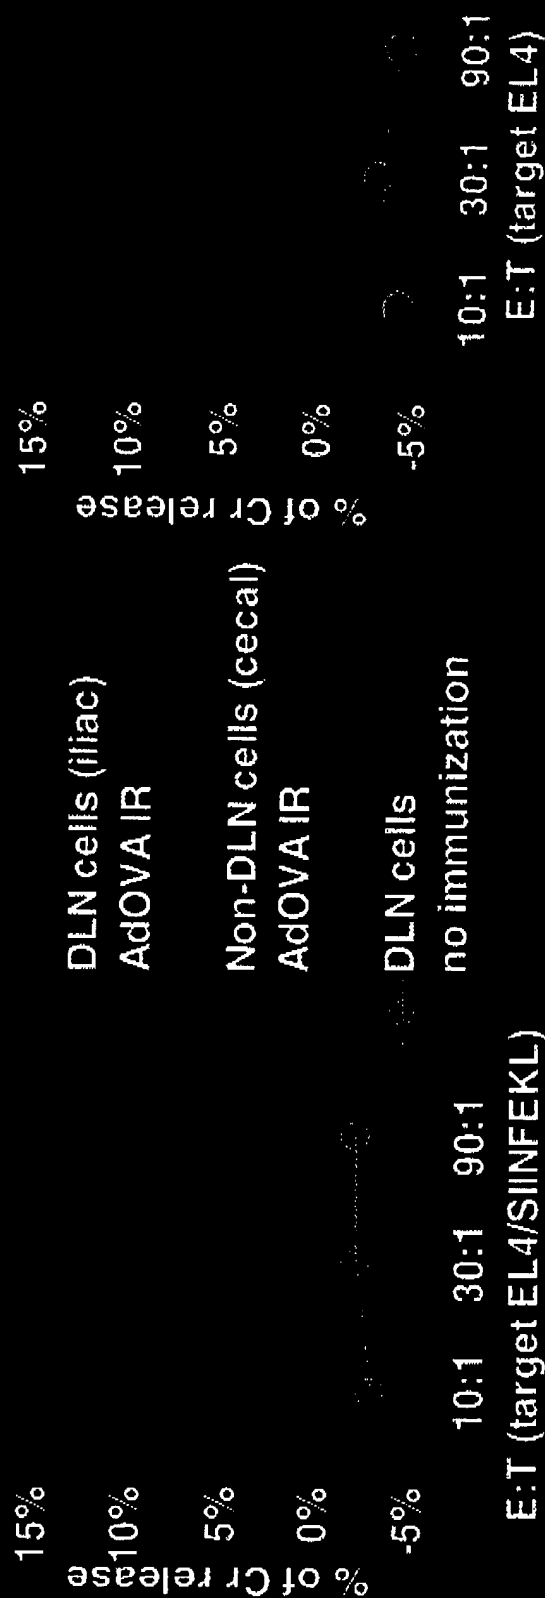 % of Cr release
15%
10%
5%
0%
-5%
10:1 30:1 90:1
E:T (target EL4/SIINFEKL)
DLN cells (iliac)
AdOVA IR
Non-DLN cells (cecal)
AdOVA IR
DLN cells
no immunization
% of Cr release
15%
10%
5%
0%
-5%
10:1 30:1 90:1
E:T (target EL4)